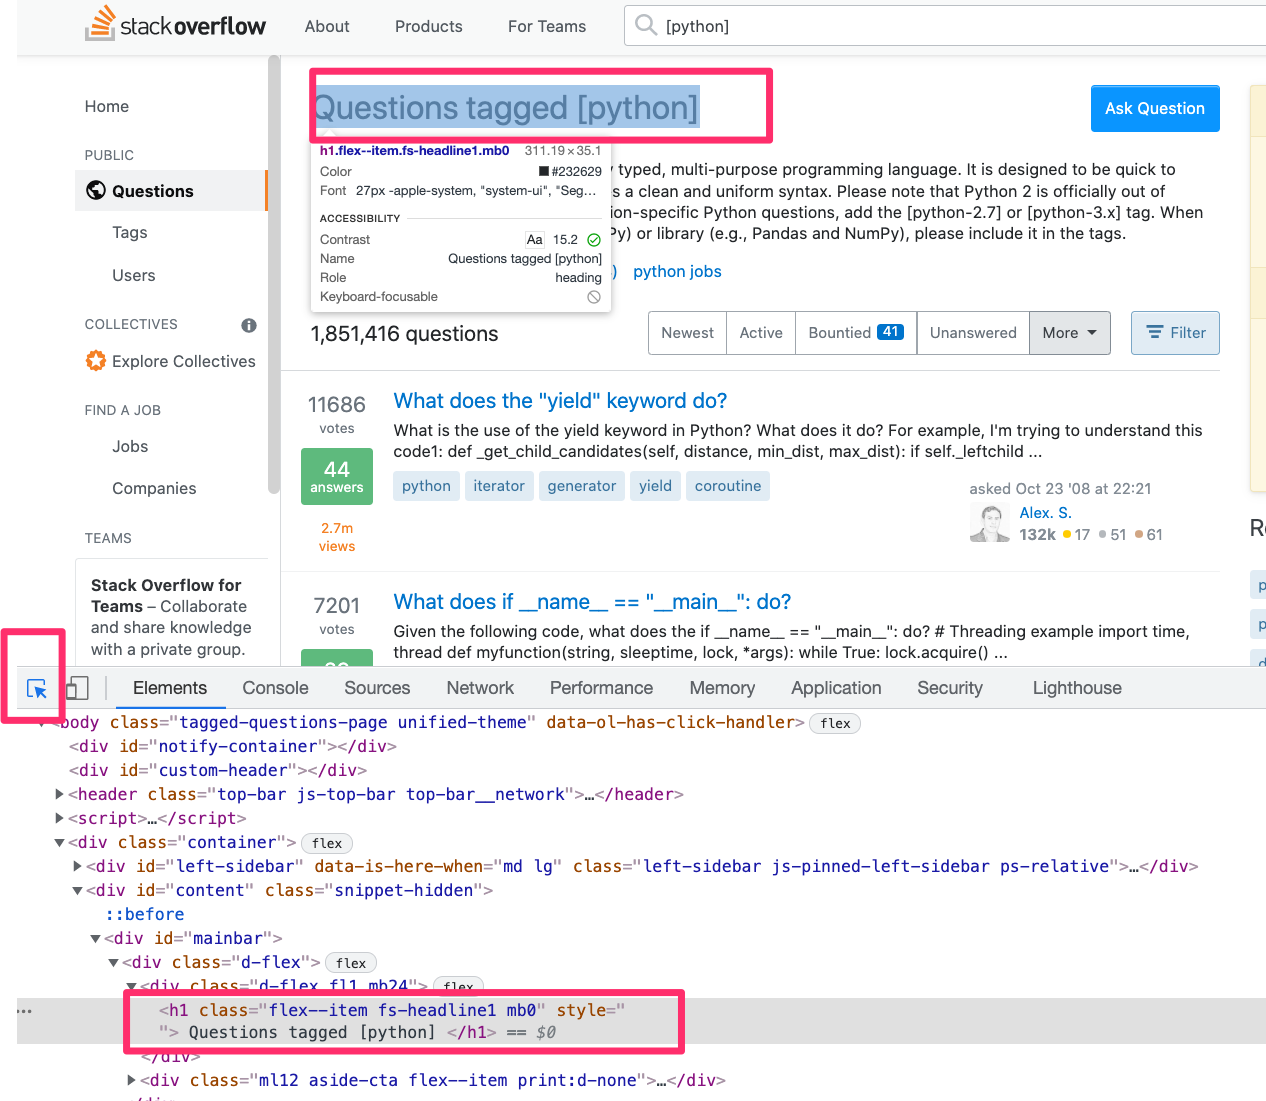 stackoverflow About Products For Teams [python]
Home
PUBLIC
Questions
Tags
Users
COLLECTIVES
Explore Collectives
FIND A JOB
Jobs
Companies
TEAMS
Stack Overflow for
Teams – Collaborate
and share knowledge
with a private group.
Questions tagged [python]
Ask Question
h1.flex--item.fs-headline1.mb0 311.19×35.1
Color #232629
Font 27px -apple-system, "system-ui", "Seg…
ACCESSIBILITY
Contrast Aa 15.2
Name Questions tagged [python]
Role heading
Keyboard-focusable
typed, multi-purpose programming language. It is designed to be quick to
s a clean and uniform syntax. Please note that Python 2 is officially out of
ion-specific Python questions, add the [python-2.7] or [python-3.x] tag. When
Py) or library (e.g., Pandas and NumPy), please include it in the tags.
) python jobs
1,851,416 questions
Newest Active Bountied 41 Unanswered More Filter
11686
votes
44
answers
2.7m
views
What does the "yield" keyword do?
What is the use of the yield keyword in Python? What does it do? For example, I'm trying to understand this
code1: def _get_child_candidates(self, distance, min_dist, max_dist): if self._leftchild ...
python iterator generator yield coroutine
asked Oct 23 '08 at 22:21
Alex. S.
132k 17 51 61
7201
votes
What does if __name__ == "__main__": do?
Given the following code, what does the if __name__ == "__main__": do? # Threading example import time,
thread def myfunction(string, sleeptime, lock, *args): while True: lock.acquire() ...
Elements Console Sources Network Performance Memory Application Security Lighthouse
<body class="tagged-questions-page unified-theme" data-ol-has-click-handler> flex
<div id="notify-container"></div>
<div id="custom-header"></div>
<header class="top-bar js-top-bar top-bar__network">…</header>
<script>…</script>
<div class="container"> flex
<div id="left-sidebar" data-is-here-when="md lg" class="left-sidebar js-pinned-left-sidebar ps-relative">…</div>
<div id="content" class="snippet-hidden">
::before
<div id="mainbar">
<div class="d-flex"> flex
<div class="d-flex fl1 mb24"> flex
<h1 class="flex--item fs-headline1 mb0" style="
"> Questions tagged [python] </h1> == $0
</div>
<div class="ml12 aside-cta flex--item print:d-none">…</div>